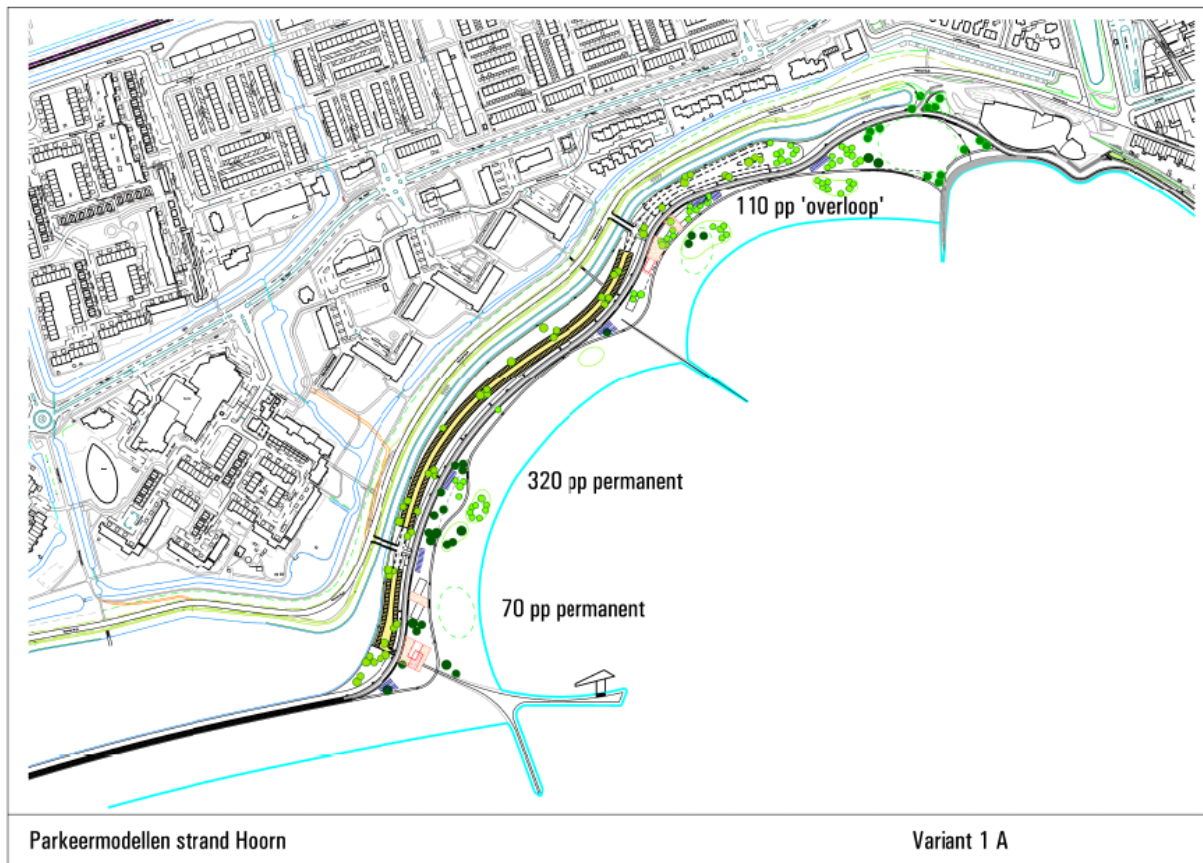 110 pp 'overloop'
320 pp permanent
70 pp permanent
Parkeermodellen strand Hoorn
Variant 1 A